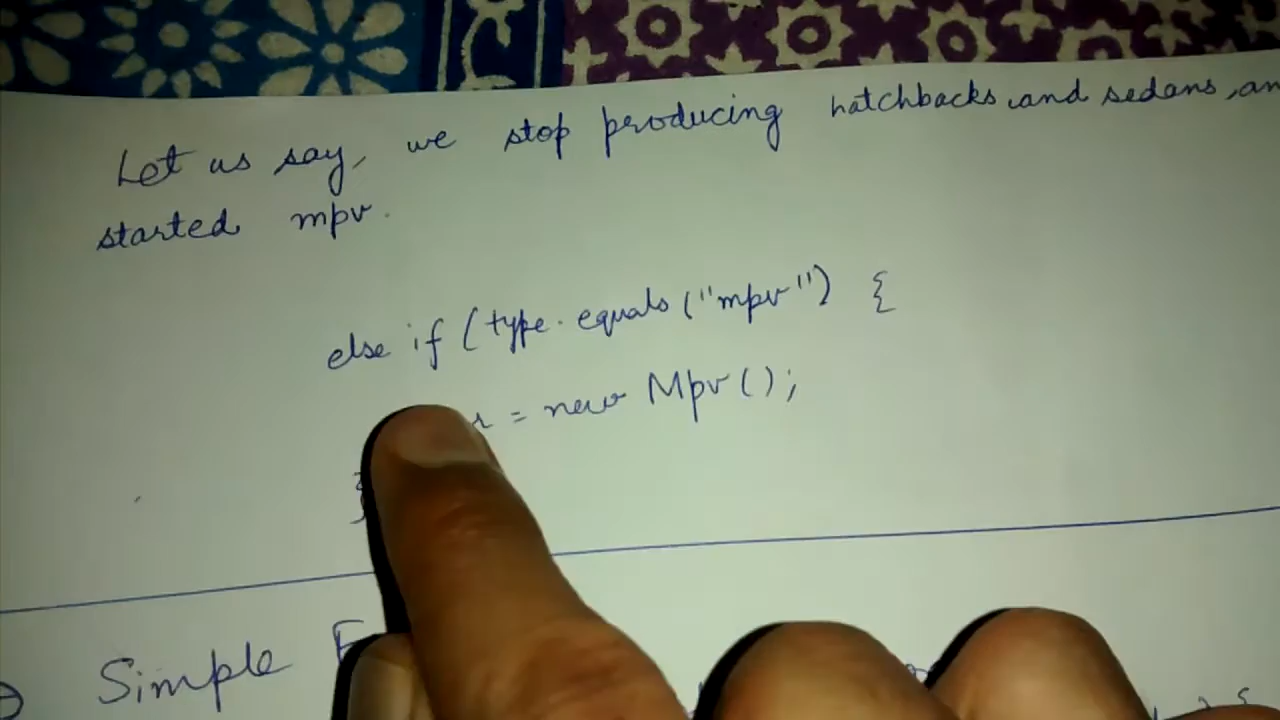 Let us say, we stop producing hatchbacks and sedans, an
started mpv.
else if (type.equals("mpv") {
= new Mpv();
}
Simple